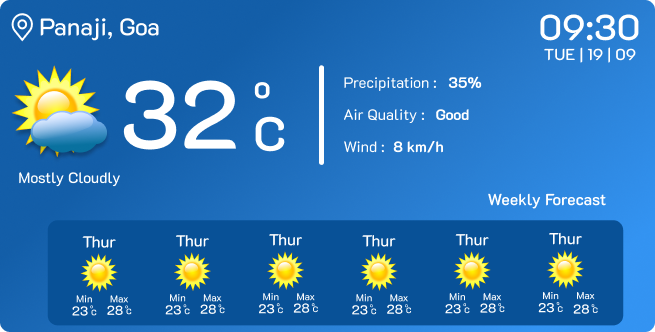 Panaji, Goa
09:30
TUE | 19 | 09
32°C
Precipitation : 35%
Air Quality : Good
Wind : 8 km/h
Mostly Cloudly
Weekly Forecast
Thur Thur Thur Thur Thur Thur
Min Max Min Max Min Max Min Max Min Max Min Max
23°C 28°C 23°C 28°C 23°C 28°C 23°C 28°C 23°C 28°C 23°C 28°C